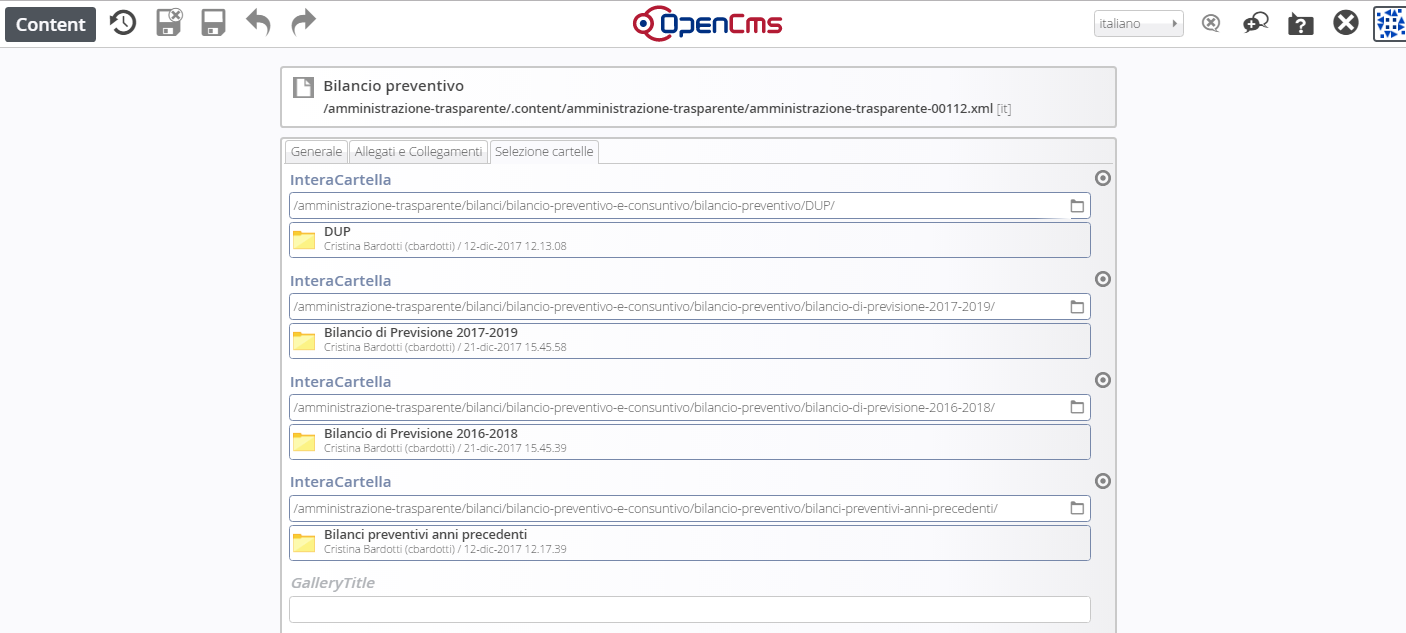 Content
OpenCms
italiano
Bilancio preventivo
/amministrazione-trasparente/.content/amministrazione-trasparente/amministrazione-trasparente-00112.xml [it]
Generale
Allegati e Collegamenti
Selezione cartelle
InteraCartella
/amministrazione-trasparente/bilanci/bilancio-preventivo-e-consuntivo/bilancio-preventivo/DUP/
DUP
Cristina Bardotti (cbardotti) / 12-dic-2017 12.13.08
InteraCartella
/amministrazione-trasparente/bilanci/bilancio-preventivo-e-consuntivo/bilancio-preventivo/bilancio-di-previsione-2017-2019/
Bilancio di Previsione 2017-2019
Cristina Bardotti (cbardotti) / 21-dic-2017 15.45.58
InteraCartella
/amministrazione-trasparente/bilanci/bilancio-preventivo-e-consuntivo/bilancio-preventivo/bilancio-di-previsione-2016-2018/
Bilancio di Previsione 2016-2018
Cristina Bardotti (cbardotti) / 21-dic-2017 15.45.39
InteraCartella
/amministrazione-trasparente/bilanci/bilancio-preventivo-e-consuntivo/bilancio-preventivo/bilanci-preventivi-anni-precedenti/
Bilanci preventivi anni precedenti
Cristina Bardotti (cbardotti) / 12-dic-2017 12.17.39
GalleryTitle